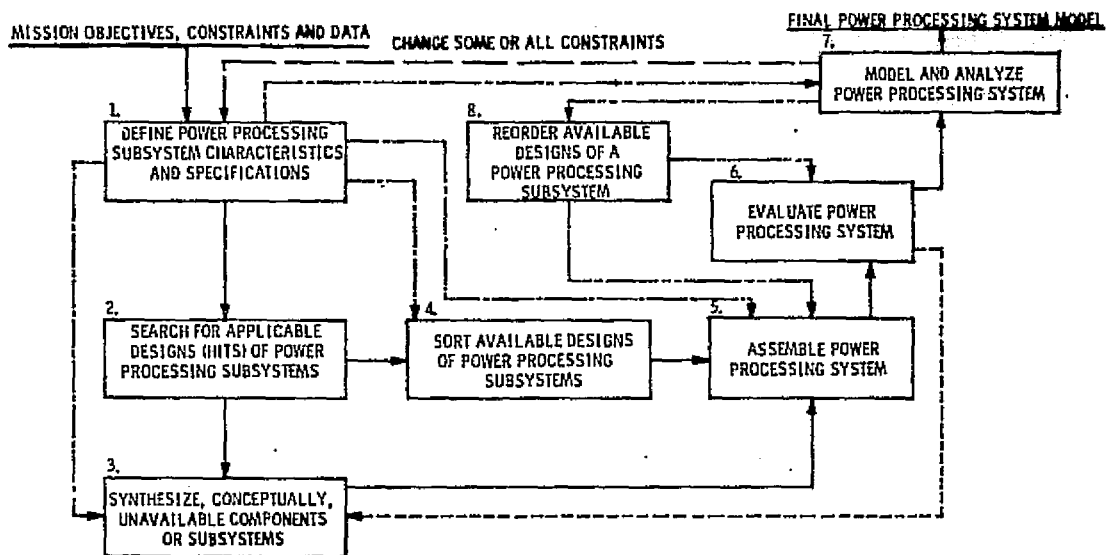 MISSION OBJECTIVES, CONSTRAINTS AND DATA
CHANGE SOME OR ALL CONSTRAINTS
FINAL POWER PROCESSING SYSTEM MODEL
7.
MODEL AND ANALYZE
POWER PROCESSING SYSTEM
1.
DEFINE POWER PROCESSING
SUBSYSTEM CHARACTERISTICS
AND SPECIFICATIONS
8.
REORDER AVAILABLE
DESIGNS OF A
POWER PROCESSING
SUBSYSTEM
6.
EVALUATE POWER
PROCESSING SYSTEM
2.
SEARCH FOR APPLICABLE
DESIGNS (HITS) OF POWER
PROCESSING SUBSYSTEMS
4.
SORT AVAILABLE DESIGNS
OF POWER PROCESSING
SUBSYSTEMS
5.
ASSEMBLE POWER
PROCESSING SYSTEM
3.
SYNTHESIZE, CONCEPTUALLY,
UNAVAILABLE COMPONENTS
OR SUBSYSTEMS